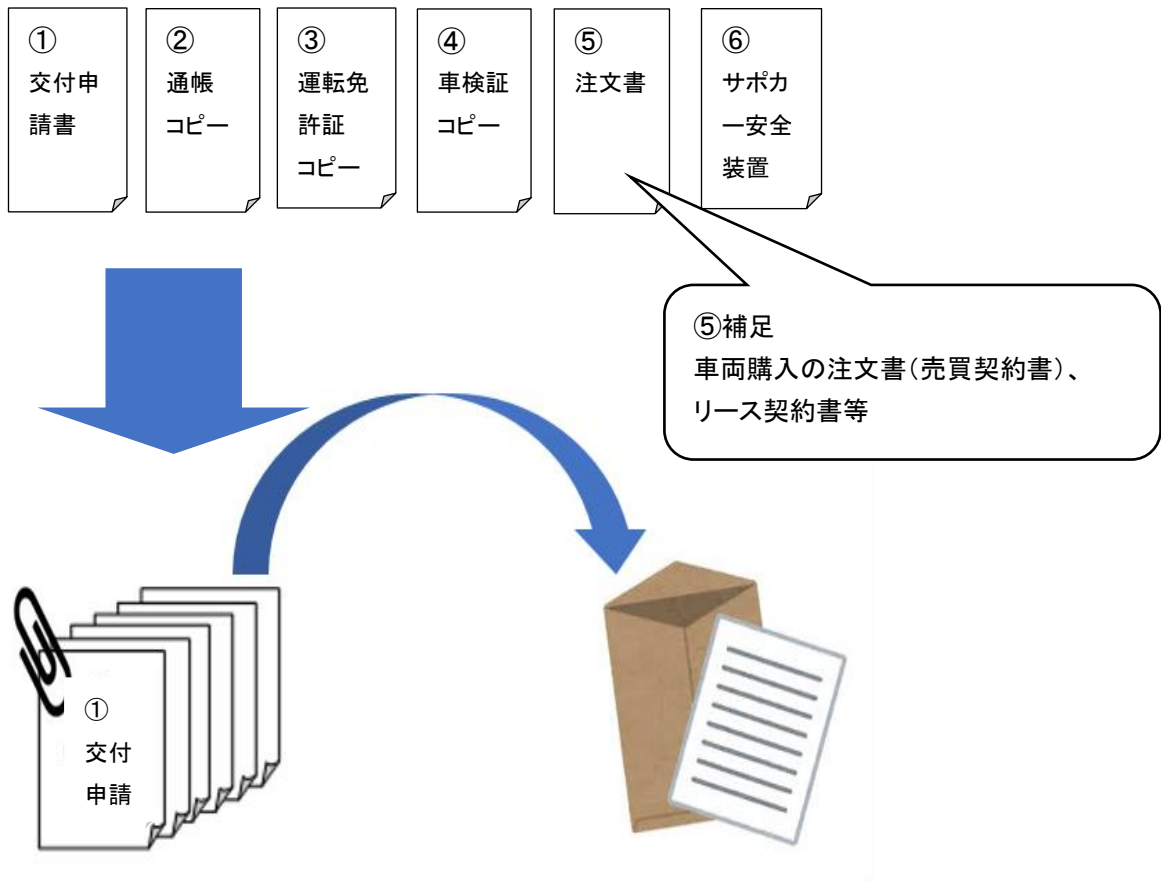 ①
交付申
請書
②
通帳
コピー
③
運転免
許証
コピー
④
車検証
コピー
⑤
注文書
⑥
サポカ
ー安全
装置
⑤補足
車両購入の注文書(売買契約書)、
リース契約書等
①
交付
申請